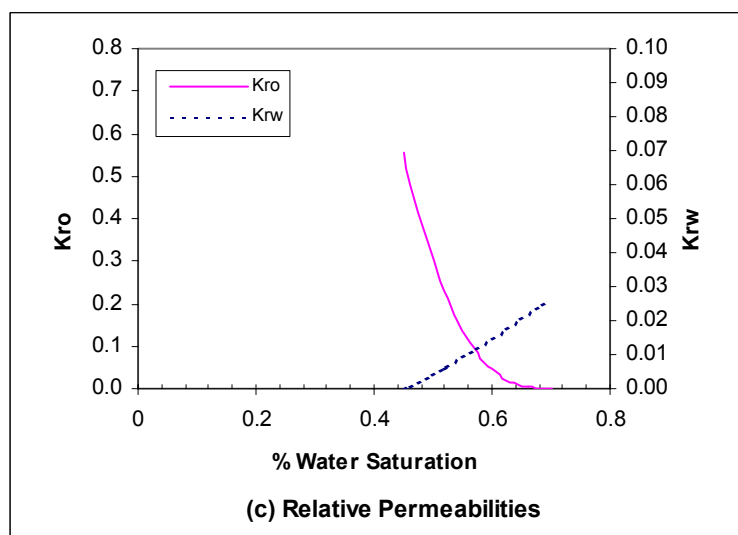 0.8 0.10
0.7 0.09
0.08
0.6 0.07
0.5 0.06
0.4 0.05
0.3 0.04
0.03
0.2 0.02
0.1 0.01
0.0 0.00
Kro
Krw
Kro
Krw
0 0.2 0.4 0.6 0.8
% Water Saturation
(c) Relative Permeabilities